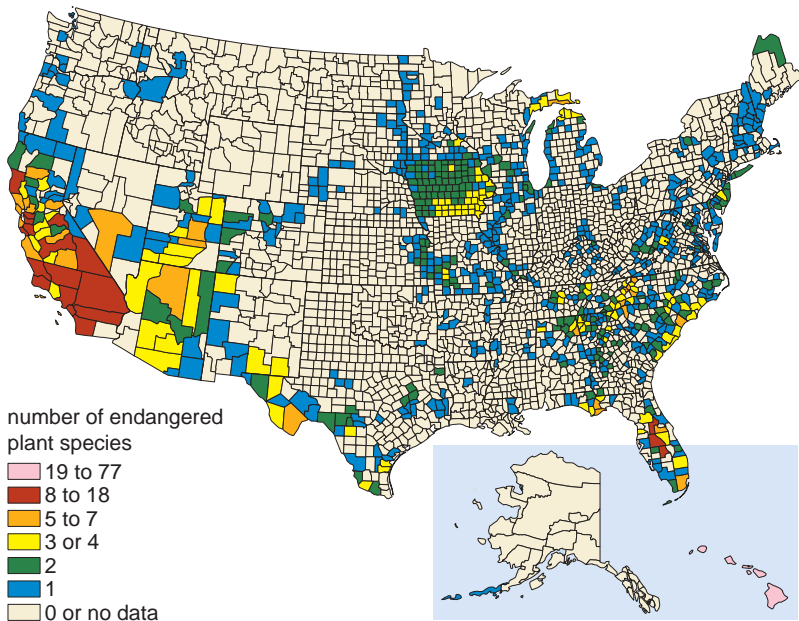 number of endangered
plant species
19 to 77
8 to 18
5 to 7
3 or 4
2
1
0 or no data